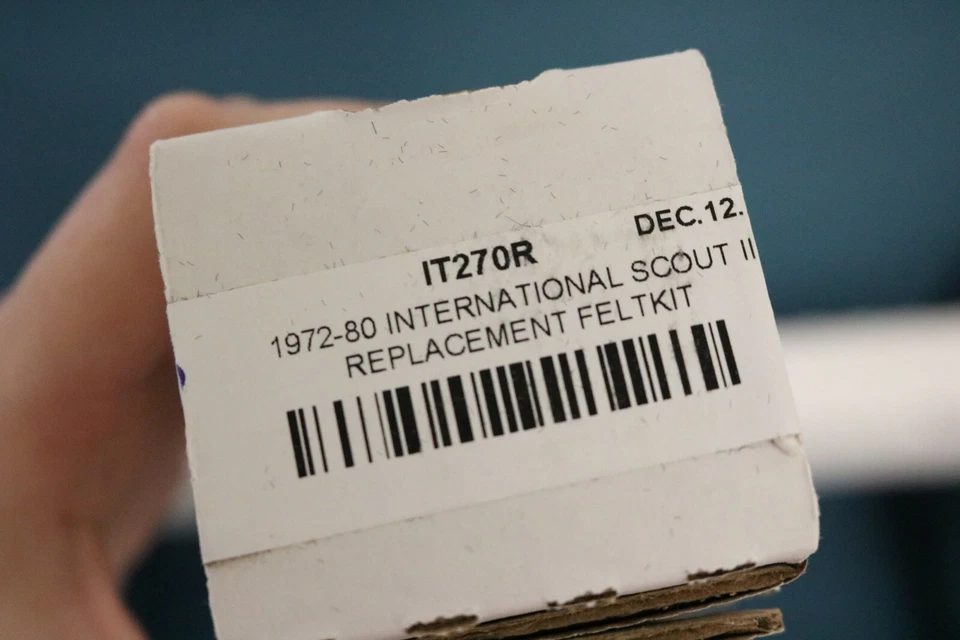 DEC.12.
IT270R
1972-80 INTERNATIONAL SCOUT II
REPLACEMENT FELTKIT